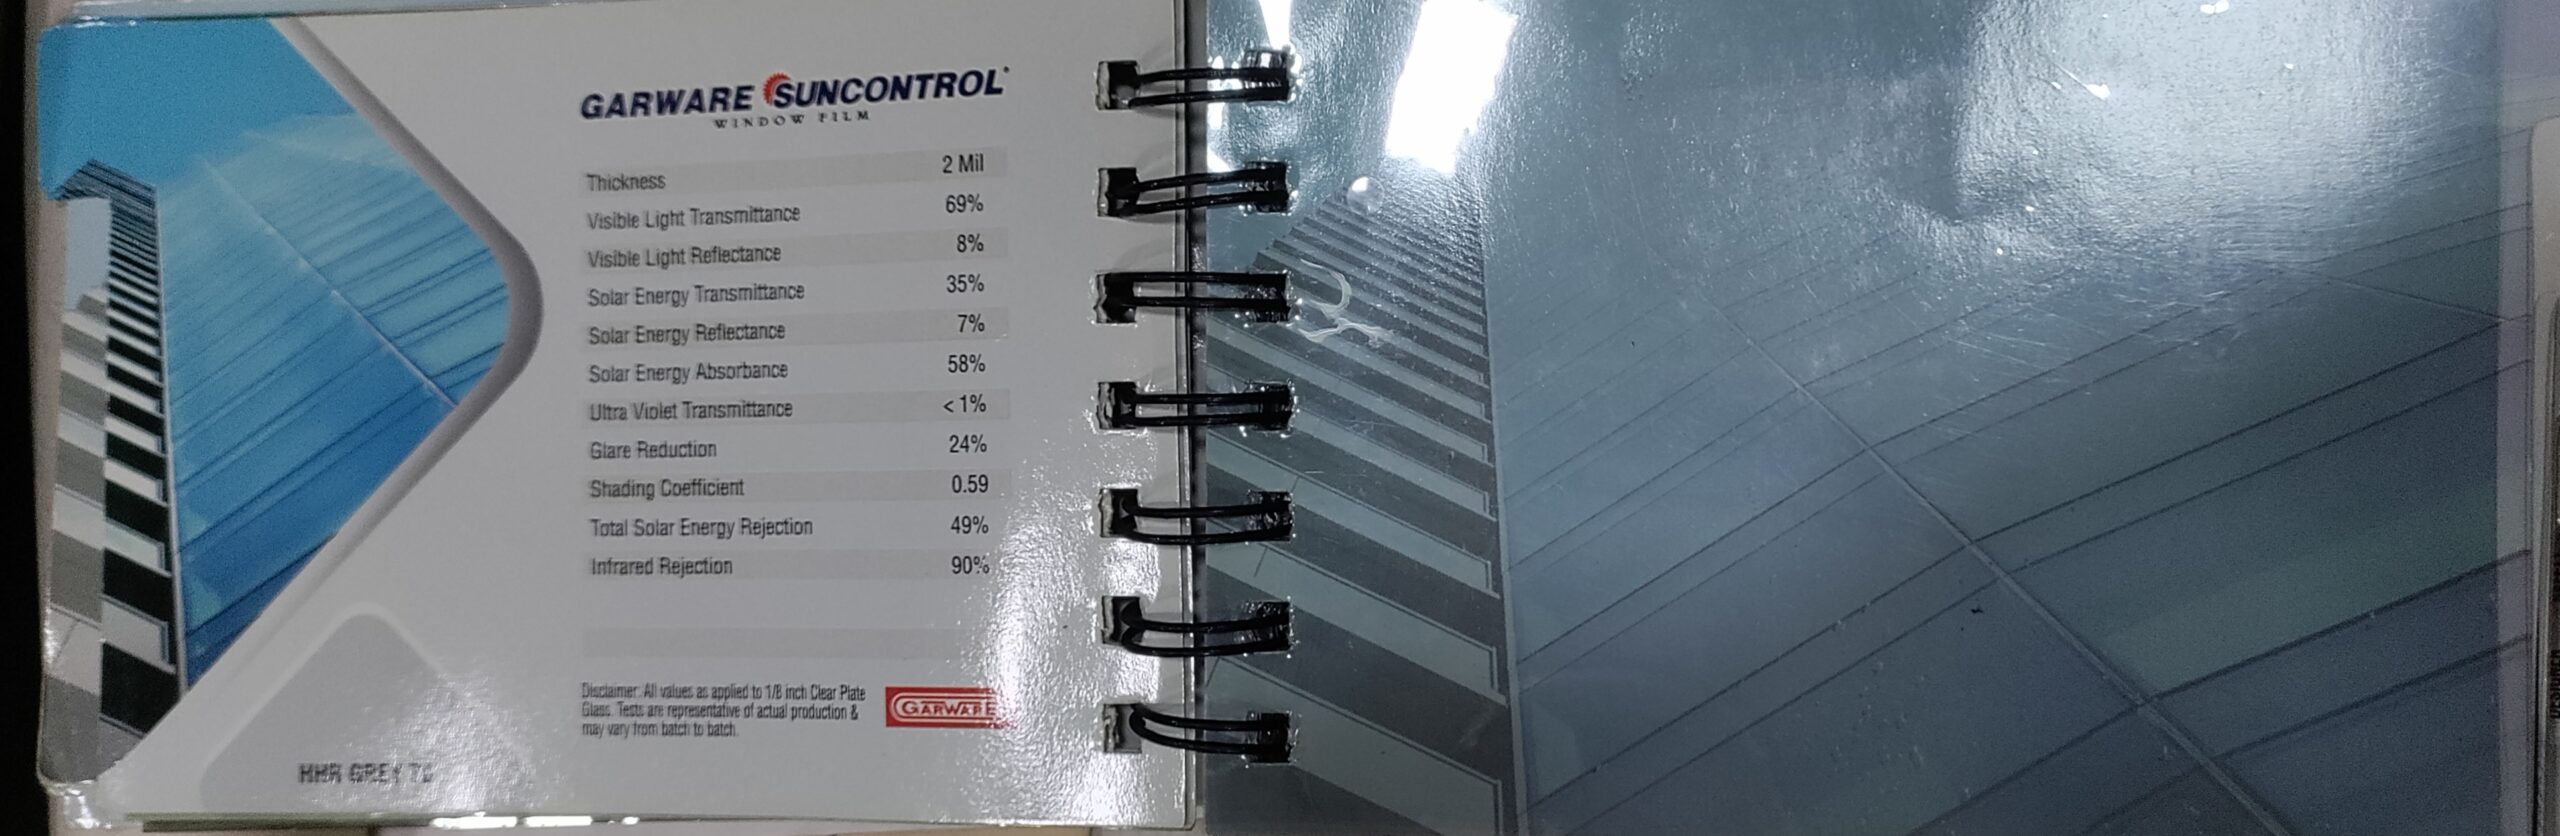 GARWARE SUNCONTROL
WINDOW FILM
Thickness 2 Mil
Visible Light Transmittance 69%
Visible Light Reflectance 8%
Solar Energy Transmittance 35%
Solar Energy Reflectance 7%
Solar Energy Absorbance 58%
Ultra Violet Transmittance < 1%
Glare Reduction 24%
Shading Coefficient 0.59
Total Solar Energy Rejection 49%
Infrared Rejection 90%
Disclaimer: All values as applied to 1/8 inch Clear Plate
Glass. Tests are representative of actual production &
may vary from batch to batch.
GARWARE
HHR GREY